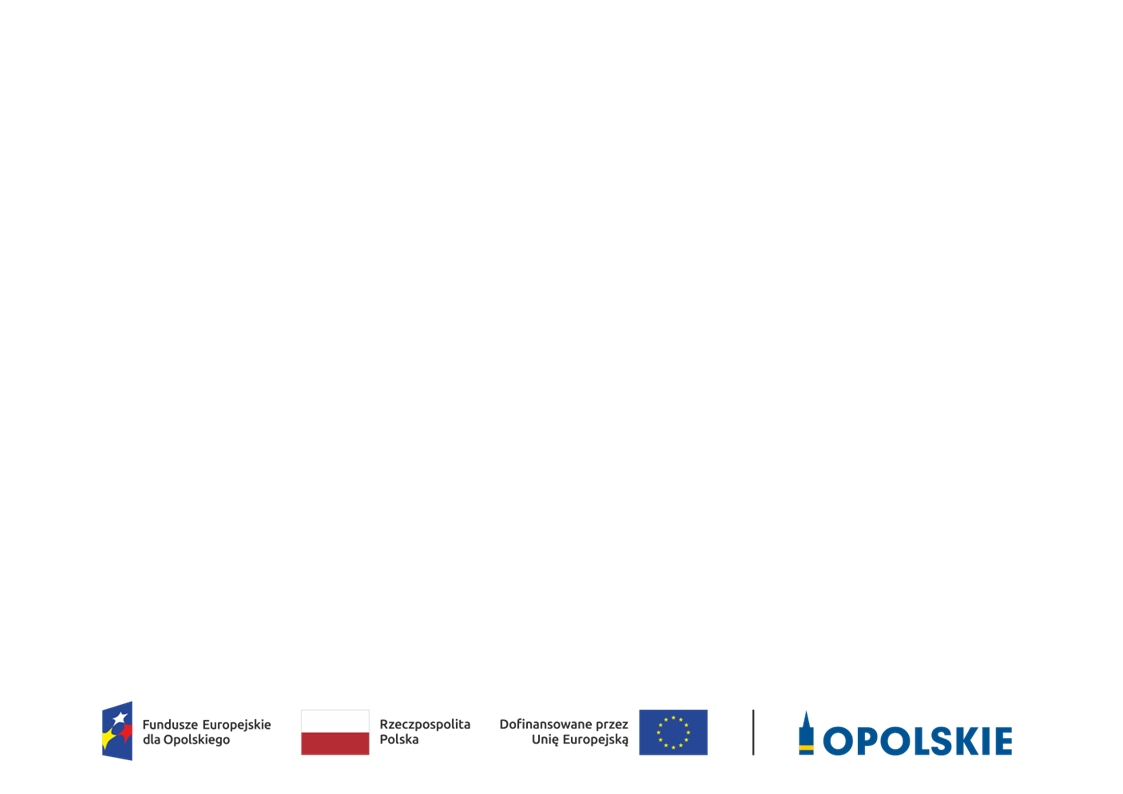 Fundusze Europejskie
dla Opolskiego
Rzeczpospolita
Polska
Dofinansowane przez
Unię Europejską
OPOLSKIE